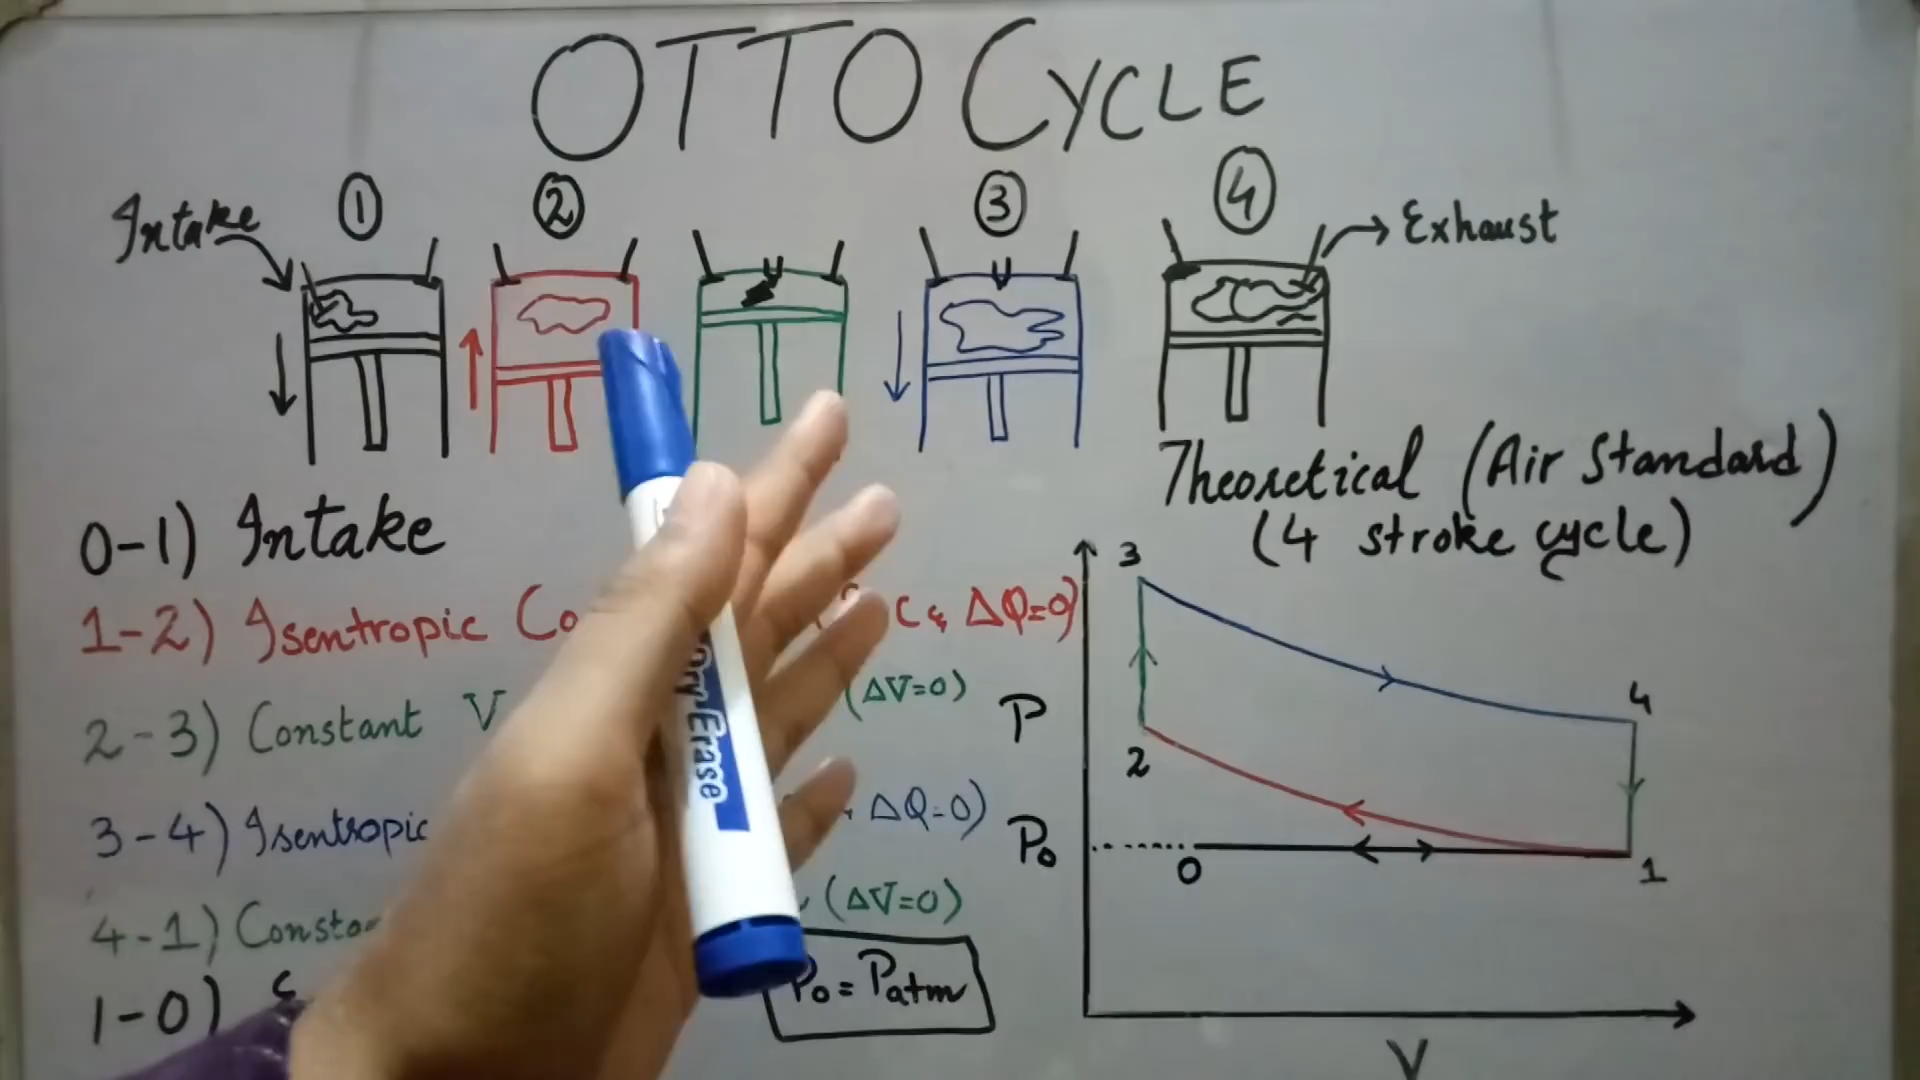 OTTO CYCLE
1 2 3 4
Intake
Exhaust
Theoretical (Air Standard)
(4 stroke cycle)
0-1) Intake
1-2) Isentropic ΔQ=0)
2-3) Constant (ΔV=0)
3-4) Isentropic ΔQ=0)
4-1) (ΔV=0)
1-0)
P0 = Patm
3
4
P
2
P0
0
1
V
Dry Erase